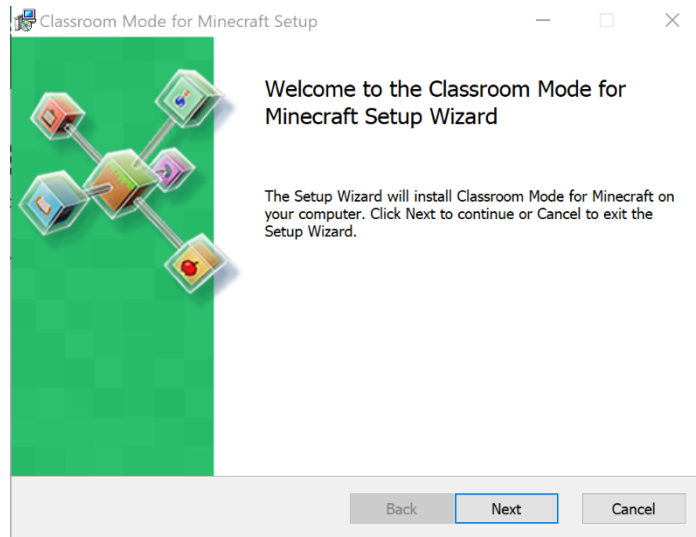 Classroom Mode for Minecraft Setup
Welcome to the Classroom Mode for
Minecraft Setup Wizard
The Setup Wizard will install Classroom Mode for Minecraft on
your computer. Click Next to continue or Cancel to exit the
Setup Wizard.
Back Next Cancel